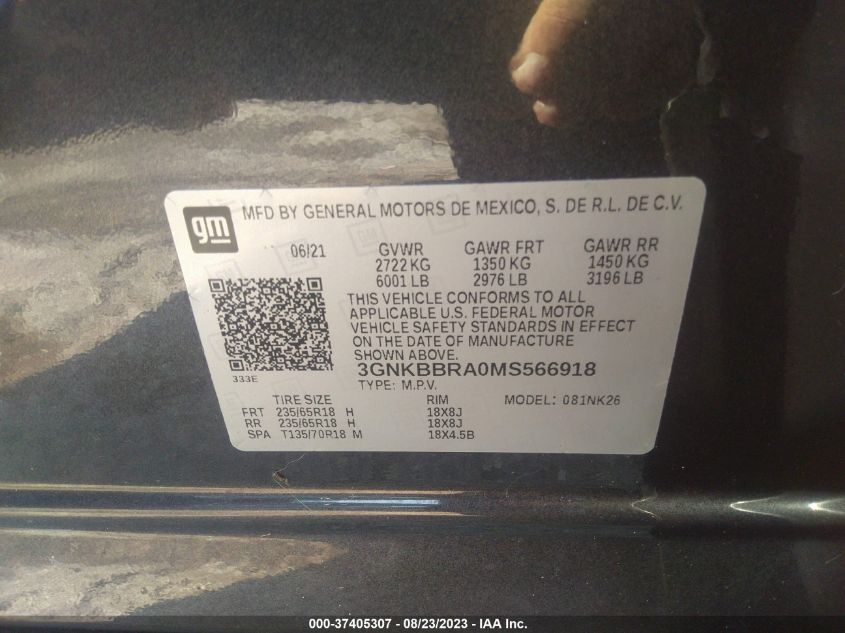 gm
MFD BY GENERAL MOTORS DE MEXICO, S. DE R.L. DE C.V.
06/21 GVWR GAWR FRT GAWR RR
2722 KG 1350 KG 1450 KG
6001 LB 2976 LB 3196 LB
THIS VEHICLE CONFORMS TO ALL
APPLICABLE U.S. FEDERAL MOTOR
VEHICLE SAFETY STANDARDS IN EFFECT
ON THE DATE OF MANUFACTURE
SHOWN ABOVE.
3GNKBBRA0MS566918
333E TYPE: M.P.V.
TIRE SIZE RIM MODEL: 081NK26
FRT 235/65R18 H 18X8J
RR 235/65R18 H 18X8J
SPA T135/70R18 M 18X4.5B
000-37405307 - 08/23/2023 - IAA Inc.